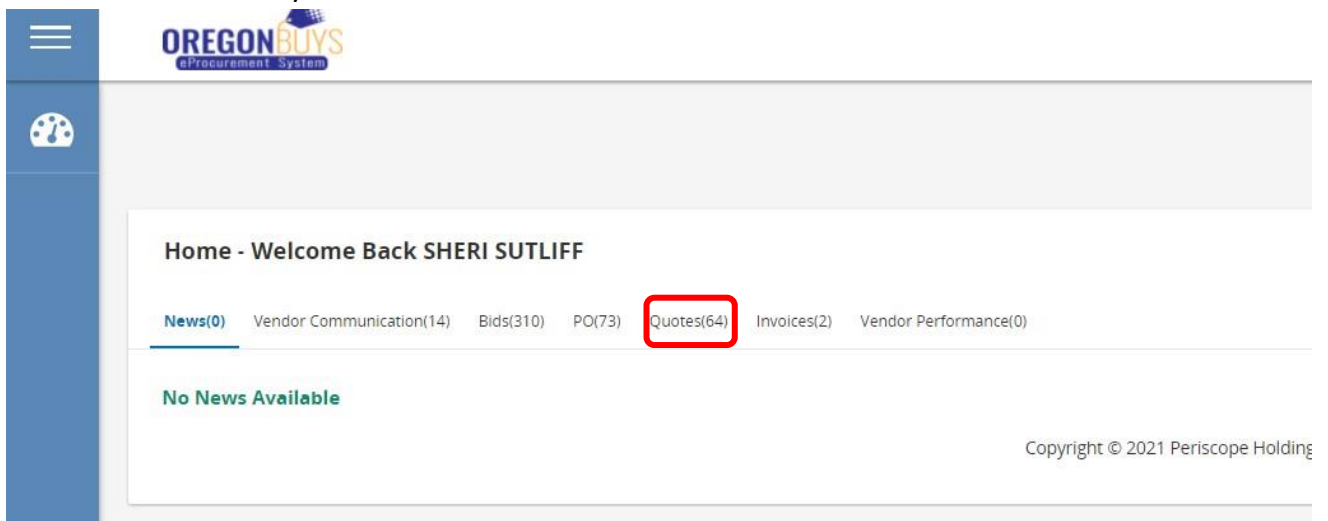 OREGONBUYS
eProcurement System
Home - Welcome Back SHERI SUTLIFF
News(0) Vendor Communication(14) Bids(310) PO(73) Quotes(64) Invoices(2) Vendor Performance(0)
No News Available
Copyright © 2021 Periscope Holding